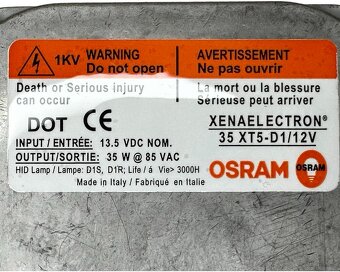 1KV WARNING
Do not open
AVERTISSEMENT
Ne pas ouvrir
Death or Serious injury
can occur
La mort ou la blessure
Sérieuse peut arriver
DOT CE
XENAELECTRON®
35 XT5-D1/12V
INPUT / ENTRÉE: 13.5 VDC NOM.
OUTPUT/SORTIE: 35 W @ 85 VAC
HID Lamp / Lampe: D1S, D1R; Life / á Vie> 3000H
Made in Italy / Fabriqué en Italie
OSRAM
OSRAM